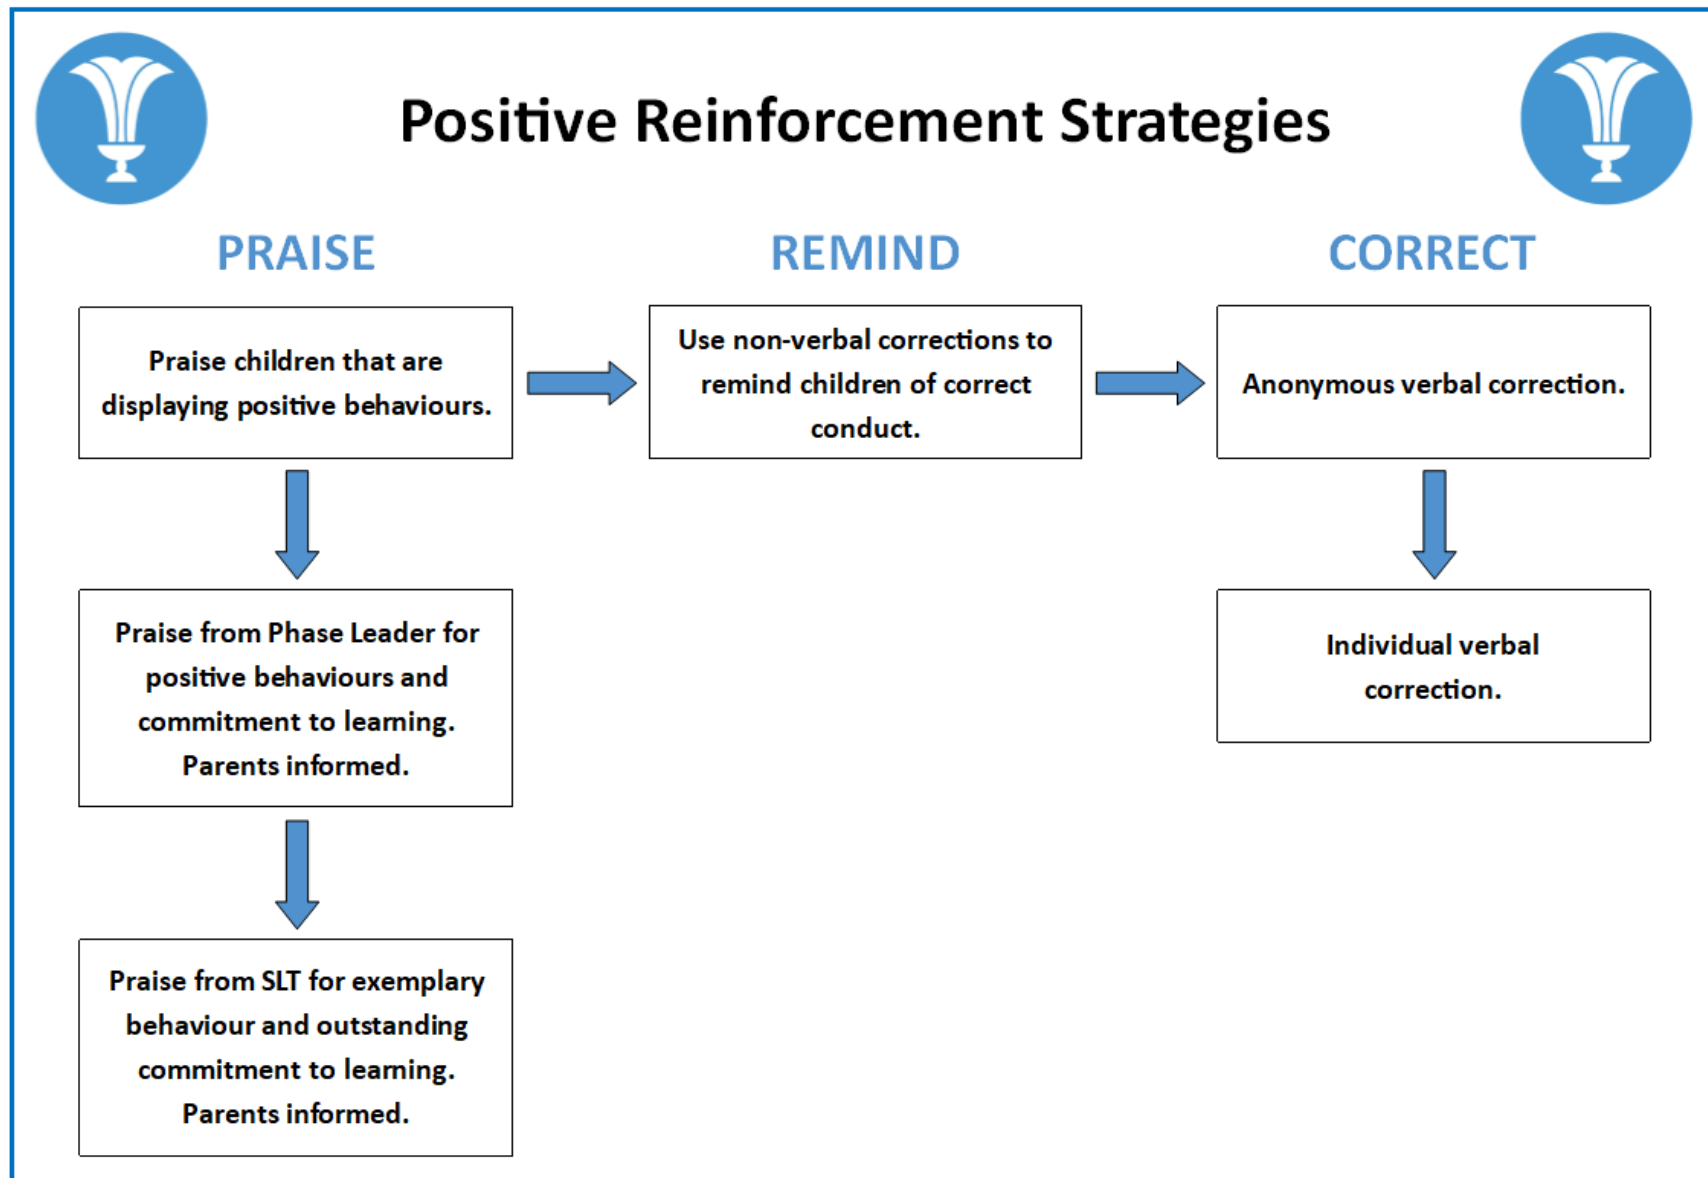 Positive Reinforcement Strategies
PRAISE
REMIND
CORRECT
Praise children that are
displaying positive behaviours.
Use non-verbal corrections to
remind children of correct
conduct.
Anonymous verbal correction.
Praise from Phase Leader for
positive behaviours and
commitment to learning.
Parents informed.
Individual verbal
correction.
Praise from SLT for exemplary
behaviour and outstanding
commitment to learning.
Parents informed.